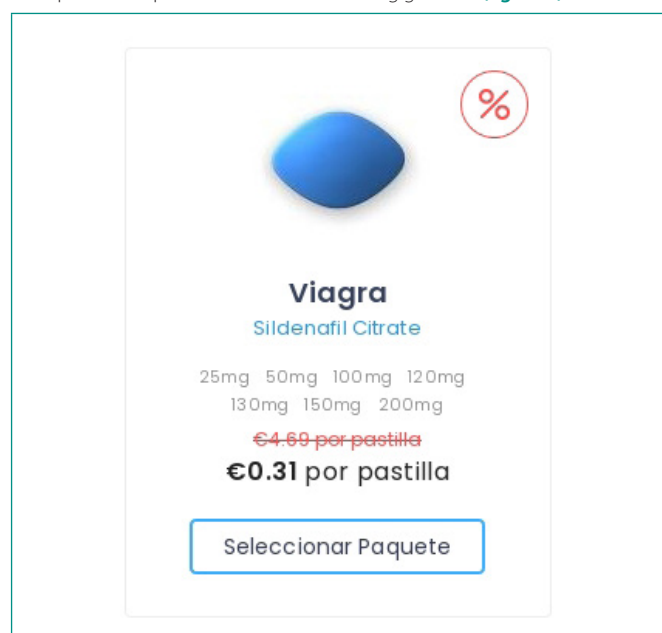 %
Viagra
Sildenafil Citrate
25mg 50mg 100mg 120mg
130mg 150mg 200mg
€4.69 por pastilla
€0.31 por pastilla
Seleccionar Paquete